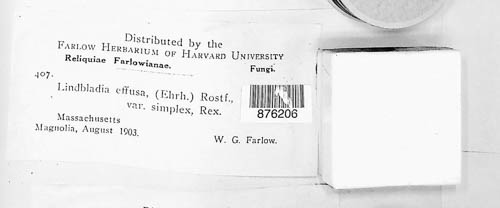 Distributed by the
FARLOW HERBARIUM OF HARVARD UNIVERSITY
Reliquiae Farlowianae. Fungi.
407.
Lindbladia effusa, (Ehrh.) Rostf.,
var. simplex, Rex.
876206
Massachusetts
Magnolia, August 1903.
W. G. Farlow.